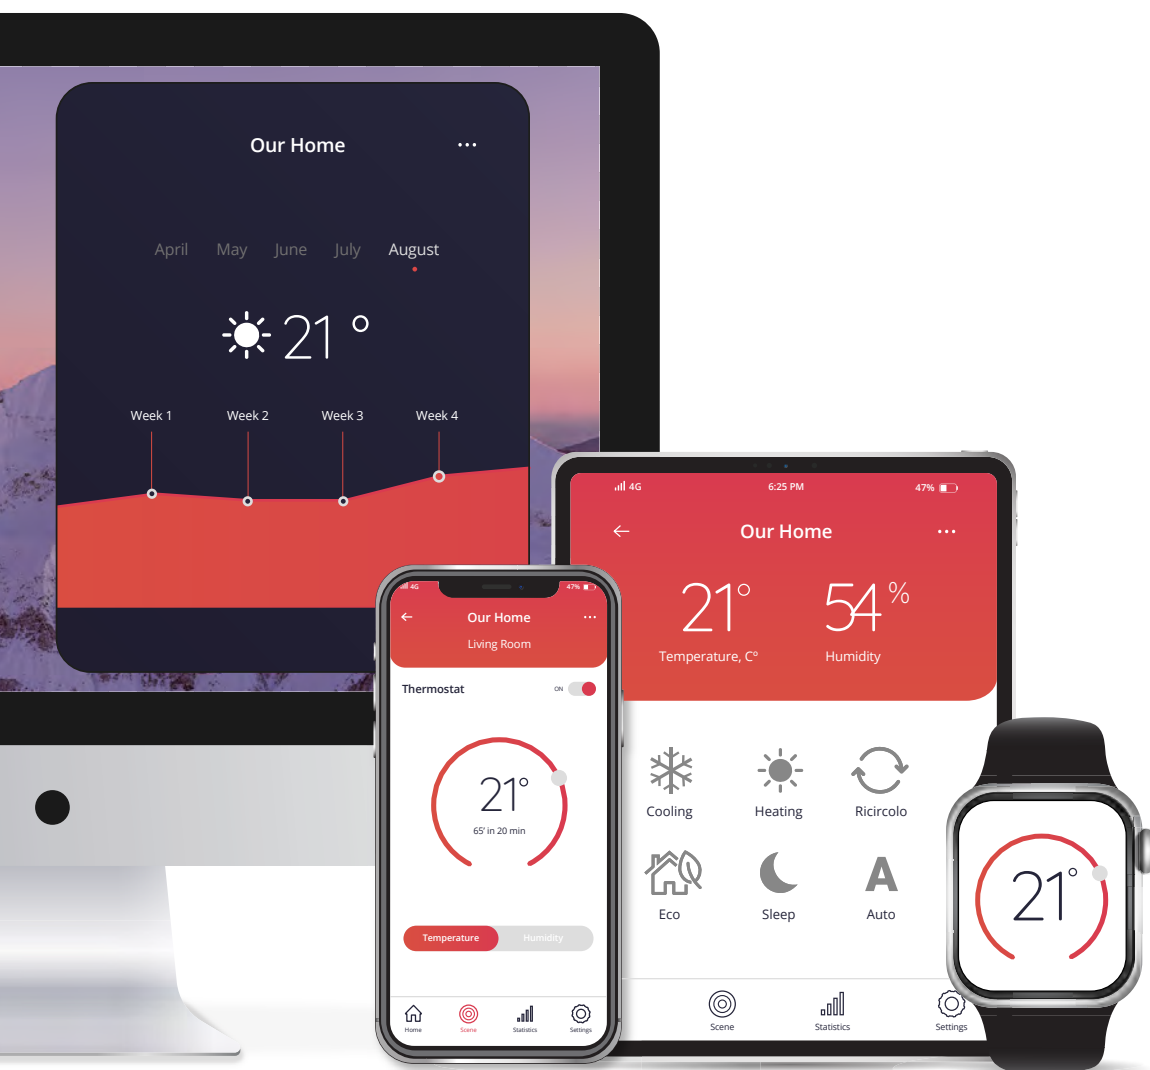 Our Home
April May June July August
21 °
Week 1 Week 2 Week 3 Week 4
4G 6:25 PM 47%
Our Home
21° 54%
Temperature, C° Humidity
Cooling Heating Ricircolo
Eco Sleep A Auto
Scene Statistics Settings
4G 47%
Our Home
Living Room
Thermostat ON
21°
65' in 20 min
Temperature Humidity
Home Scene Statistics Settings
21°